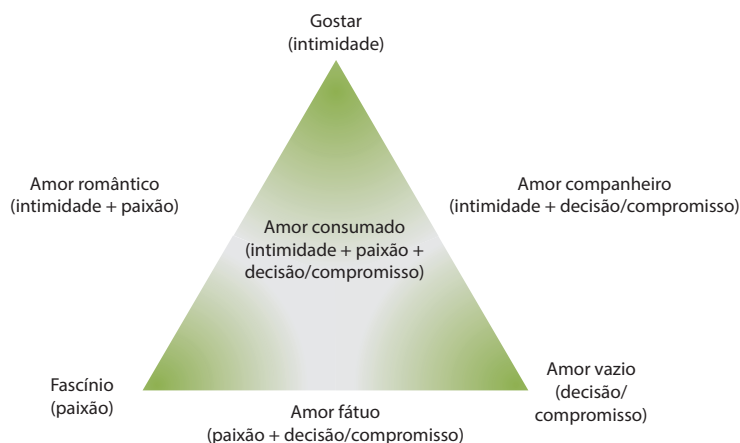 Gostar
(intimidade)
Amor romântico
(intimidade + paixão)
Amor companheiro
(intimidade + decisão/compromisso)
Amor consumado
(intimidade + paixão +
decisão/compromisso)
Fascínio
(paixão)
Amor fátuo
(paixão + decisão/compromisso)
Amor vazio
(decisão/
compromisso)